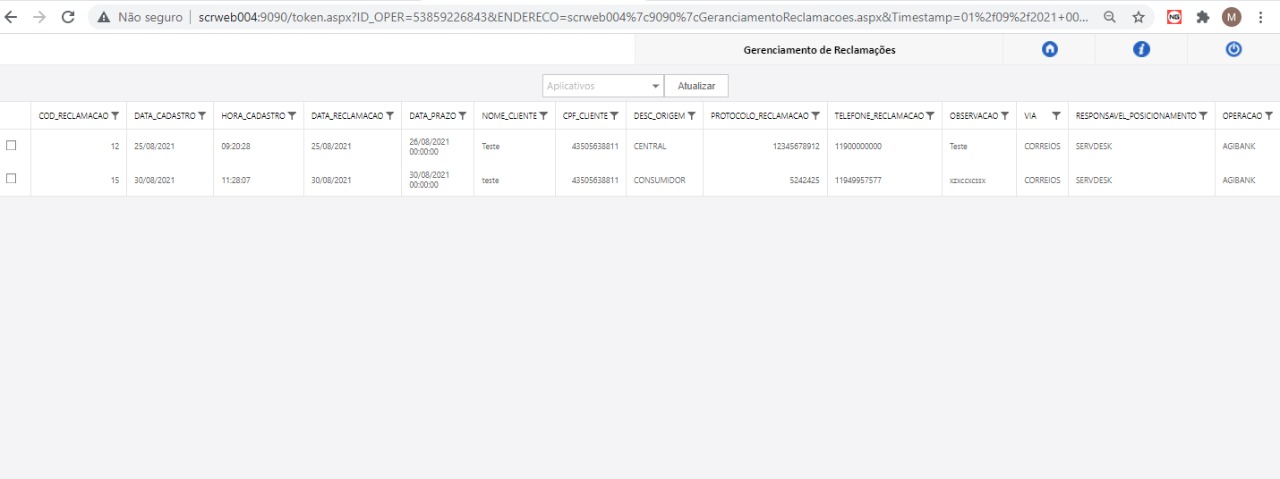 Não seguro | scrweb004:9090/token.aspx?ID_OPER=53859226843&ENDERECO=scrweb004%7c9090%7cGeranciamentoReclamacoes.aspx&Timestamp=01%2f09%2f2021+00... NG M
Gerenciamento de Reclamações
Aplicativos Atualizar
COD_RECLAMACAO DATA_CADASTRO HORA_CADASTRO DATA_RECLAMACAO DATA_PRAZO NOME_CLIENTE CPF_CLIENTE DESC_ORIGEM PROTOCOLO_RECLAMACAO TELEFONE_RECLAMACAO OBSERVACAO VIA RESPONSAVEL_POSICIONAMENTO OPERACAO
12 25/08/2021 09:20:28 25/08/2021 26/08/2021 00:00:00 Teste 43505638811 CENTRAL 12345678912 11900000000 Teste CORREIOS SERVDESK AGIBANK
15 30/08/2021 11:28:07 30/08/2021 30/08/2021 00:00:00 teste 43505638811 CONSUMIDOR 5242425 11949957577 xzxccxcssx CORREIOS SERVDESK AGIBANK